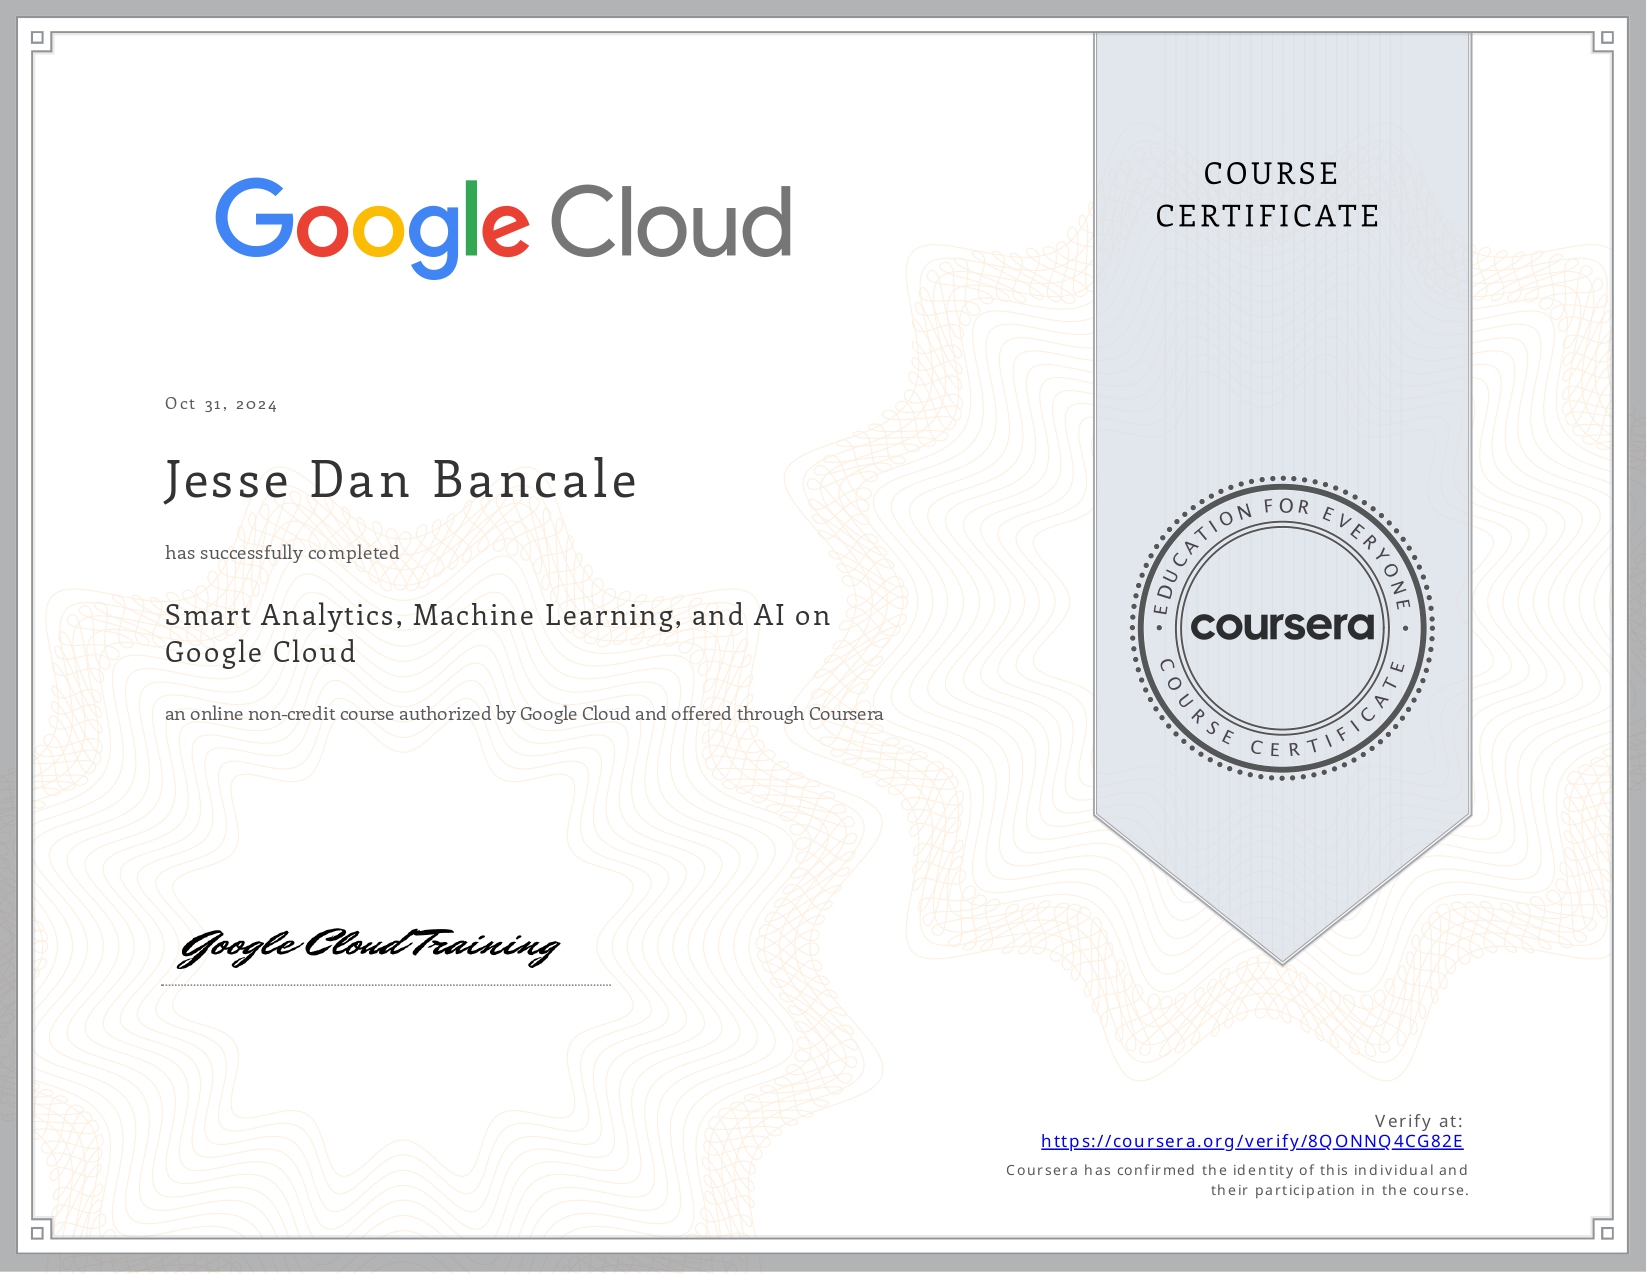 Google Cloud
COURSE
CERTIFICATE
Oct 31, 2024
Jesse Dan Bancale
has successfully completed
Smart Analytics, Machine Learning, and AI on
Google Cloud
an online non-credit course authorized by Google Cloud and offered through Coursera
EDUCATION FOR EVERYONE
coursera
COURSE CERTIFICATE
Google Cloud Training
Verify at:
https://coursera.org/verify/8QONNQ4CG82E
Coursera has confirmed the identity of this individual and
their participation in the course.